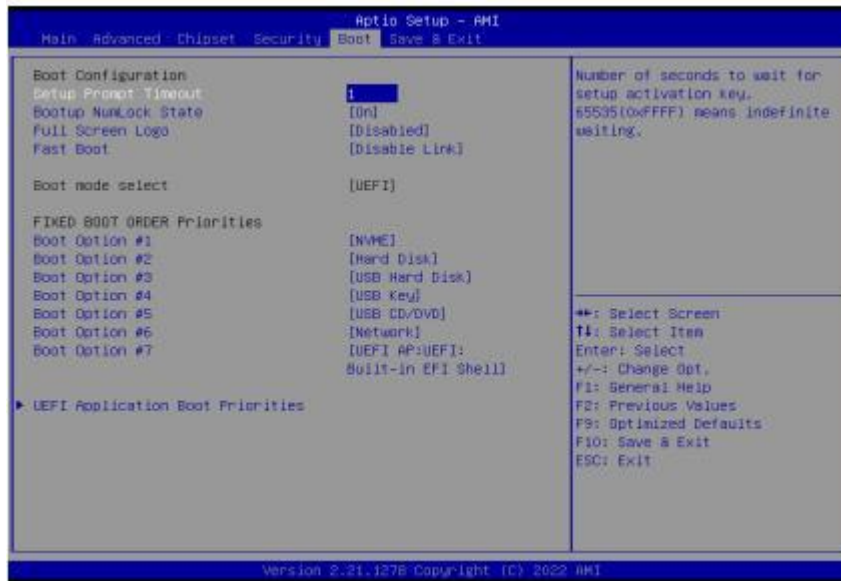 Aptio Setup - AMI
Main Advanced Chipset Security Boot Save & Exit
Boot Configuration
Setup Prompt Timeout 1
Bootup NumLock State [On]
Full Screen Logo [Disabled]
Fast Boot [Disable Link]
Boot mode select [UEFI]
FIXED BOOT ORDER Priorities
Boot Option #1 [NVME]
Boot Option #2 [Hard Disk]
Boot Option #3 [USB Hard Disk]
Boot Option #4 [USB Key]
Boot Option #5 [USB CD/DVD]
Boot Option #6 [Network]
Boot Option #7 [UEFI AP:UEFI:
Built-in EFI Shell]
UEFI Application Boot Priorities
Number of seconds to wait for
setup activation key.
65535(0xFFFF) means indefinite
waiting.
→←: Select Screen
↑↓: Select Item
Enter: Select
+/-: Change Opt.
F1: General Help
F2: Previous Values
F9: Optimized Defaults
F10: Save & Exit
ESC: Exit
Version 2.21.1278 Copyright (C) 2022 AMI